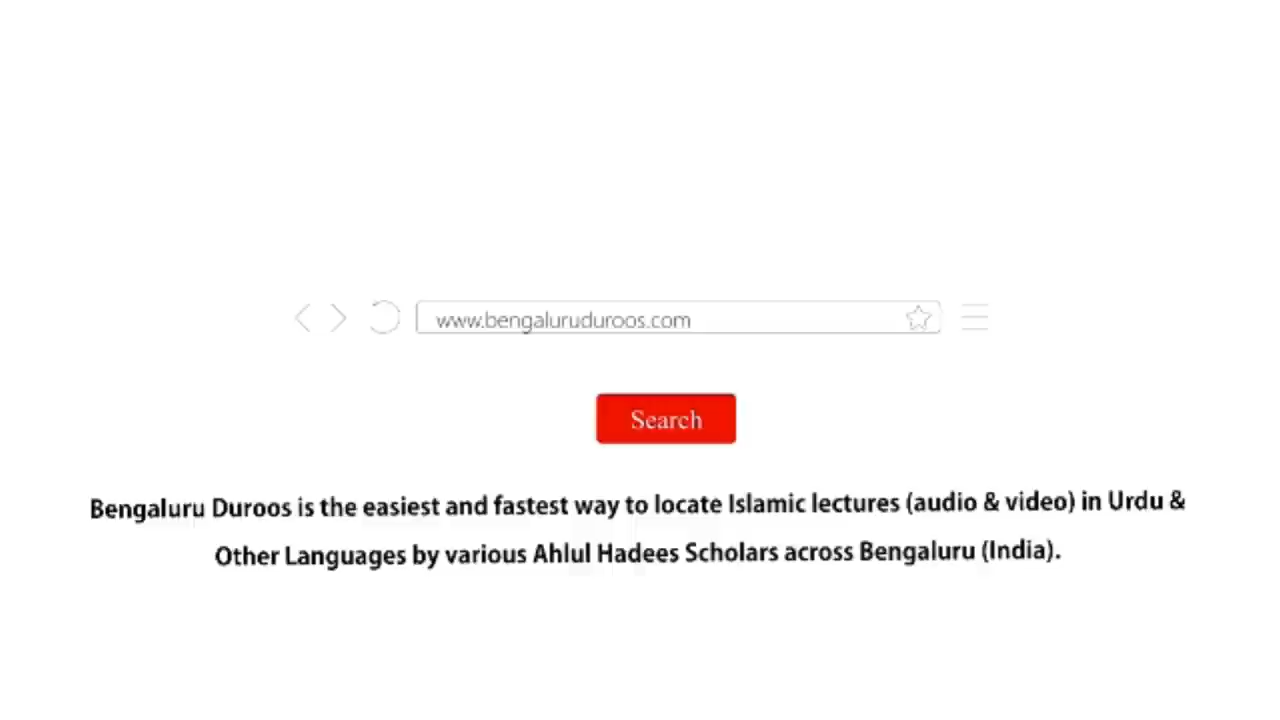 www.bengaluruduroos.com
Search
Bengaluru Duroos is the easiest and fastest way to locate Islamic lectures (audio & video) in Urdu &
Other Languages by various Ahlul Hadees Scholars across Bengaluru (India).